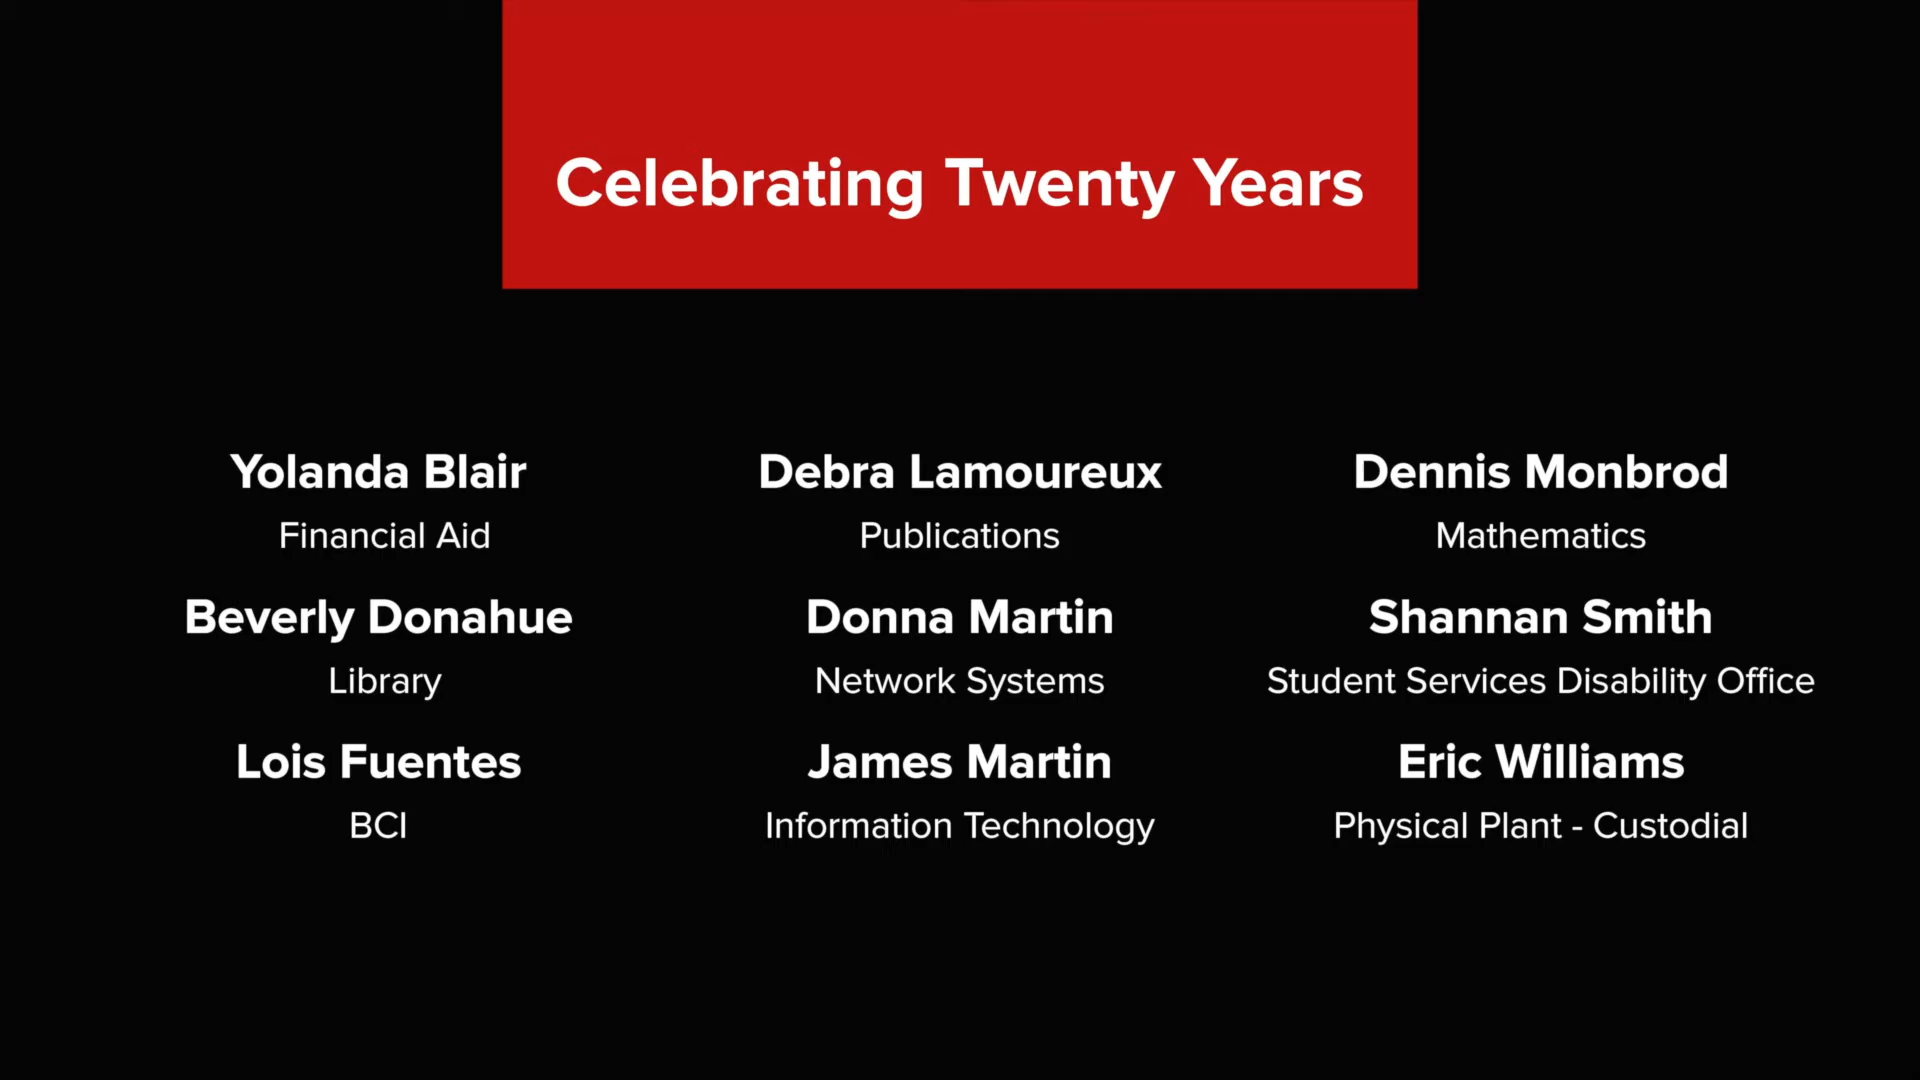 Celebrating Twenty Years
Yolanda Blair
Financial Aid
Beverly Donahue
Library
Lois Fuentes
BCI
Debra Lamoureux
Publications
Donna Martin
Network Systems
James Martin
Information Technology
Dennis Monbrod
Mathematics
Shannan Smith
Student Services Disability Office
Eric Williams
Physical Plant - Custodial